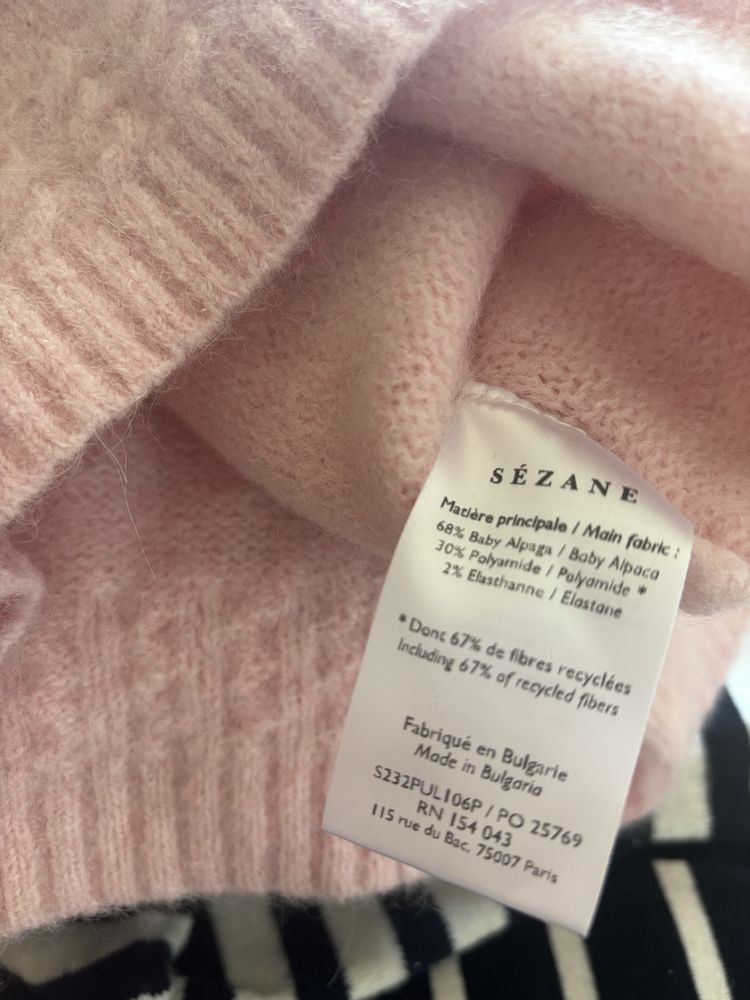 SÉZANE
Matière principale / Main fabric :
68% Baby Alpaga / Baby Alpaca
30% Polyamide / Polyamide *
2% Elasthanne / Elastane
*Donc 67% de fibres recyclées
Including 67% of recycled fibers
Fabriqué en Bulgarie
Made in Bulgaria
S232PUL106P / PO 25769
RN 154 043
115 rue du Bac, 75007 Paris